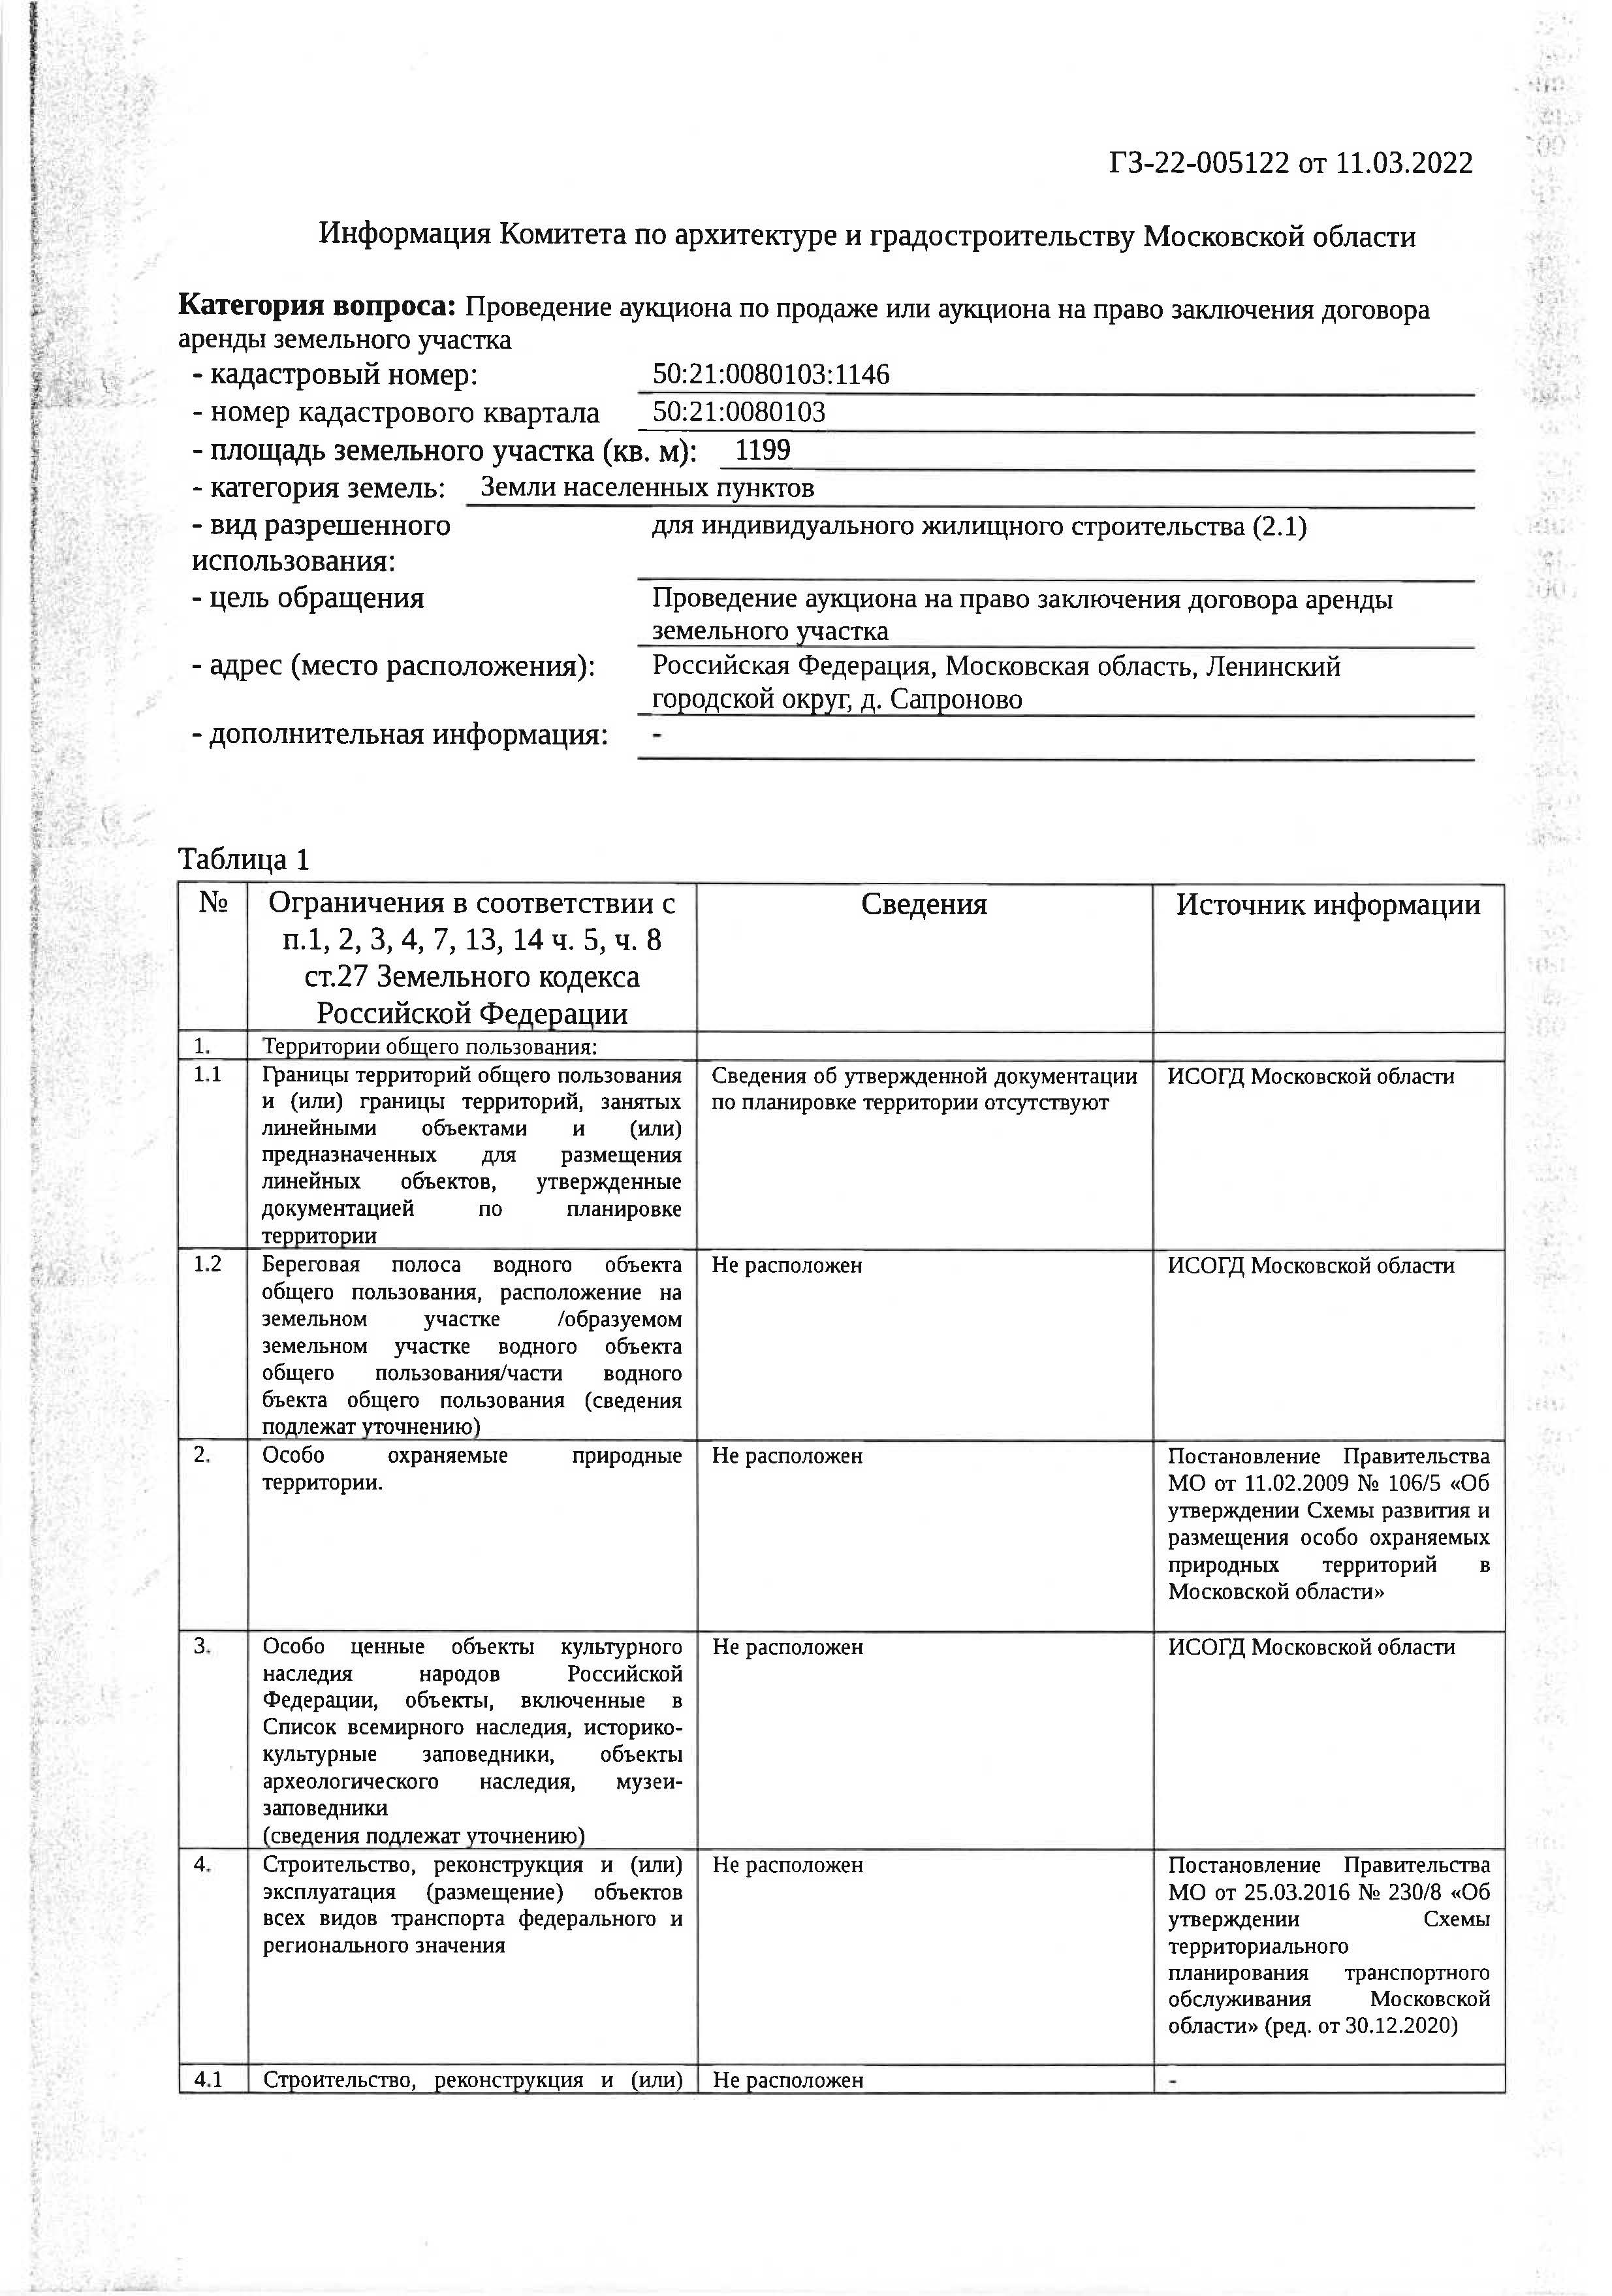 ГЗ-22-005122 от 11.03.2022
Информация Комитета по архитектуре и градостроительству Московской области
Категория вопроса: Проведение аукциона по продаже или аукциона на право заключения договора
аренды земельного участка
- кадастровый номер: 50:21:0080103:1146
- номер кадастрового квартала 50:21:0080103
- площадь земельного участка (кв. м): 1199
- категория земель: Земли населенных пунктов
- вид разрешенного для индивидуального жилищного строительства (2.1)
использования:
- цель обращения Проведение аукциона на право заключения договора аренды
земельного участка
- адрес (место расположения): Российская Федерация, Московская область, Ленинский
городской округ, д. Сапроново
- дополнительная информация: -
Таблица 1
№ Ограничения в соответствии с Сведения Источник информации
п.1, 2, 3, 4, 7, 13, 14 ч. 5, ч. 8
ст.27 Земельного кодекса
Российской Федерации
1. Территории общего пользования:
1.1 Границы территорий общего пользования Сведения об утвержденной документации ИСОГД Московской области
и (или) границы территорий, занятых по планировке территории отсутствуют
линейными объектами и (или)
предназначенных для размещения
линейных объектов, утвержденные
документацией по планировке
территории
1.2 Береговая полоса водного объекта Не расположен ИСОГД Московской области
общего пользования, расположение на
земельном участке /образуемом
земельном участке водного объекта
общего пользования/части водного
бъекта общего пользования (сведения
подлежат уточнению)
2. Особо охраняемые природные Не расположен Постановление Правительства
территории. МО от 11.02.2009 № 106/5 «Об
утверждении Схемы развития и
размещения особо охраняемых
природных территорий в
Московской области»
3. Особо ценные объекты культурного Не расположен ИСОГД Московской области
наследия народов Российской
Федерации, объекты, включенные в
Список всемирного наследия, историко-
культурные заповедники, объекты
археологического наследия, музеи-
заповедники
(сведения подлежат уточнению)
4. Строительство, реконструкция и (или) Не расположен Постановление Правительства
эксплуатация (размещение) объектов МО от 25.03.2016 № 230/8 «Об
всех видов транспорта федерального и утверждении Схемы
регионального значения территориального
планирования транспортного
обслуживания Московской
области» (ред. от 30.12.2020)
4.1 Строительство, реконструкция и (или) Не расположен -